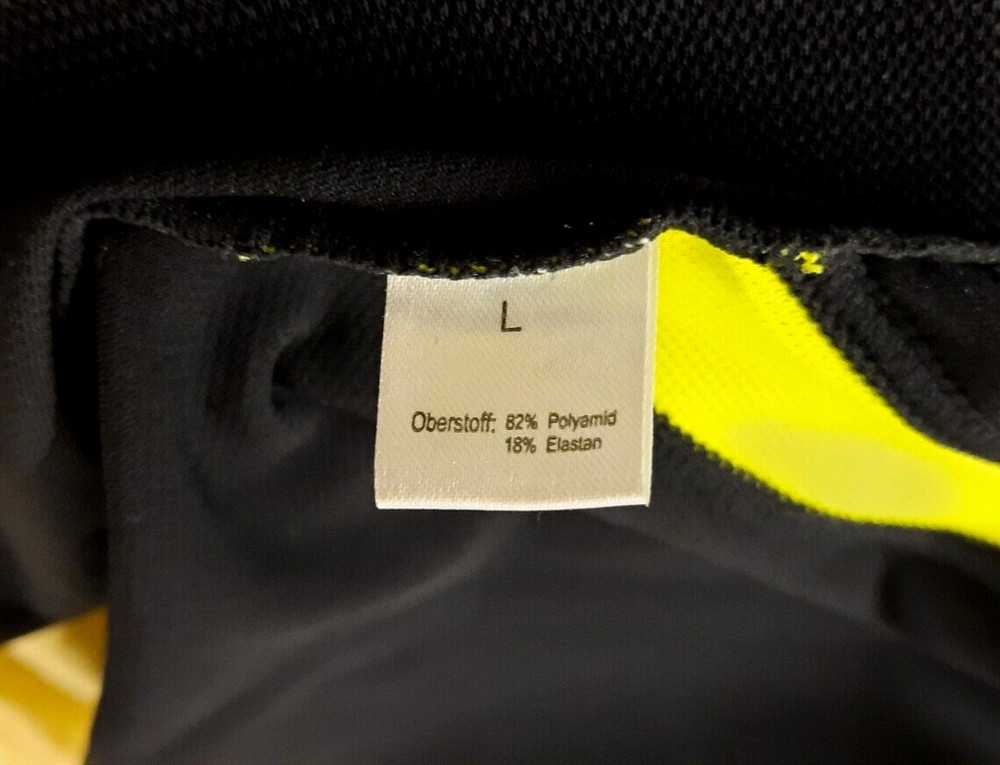 L
Oberstoff: 82% Polyamid
18% Elastan